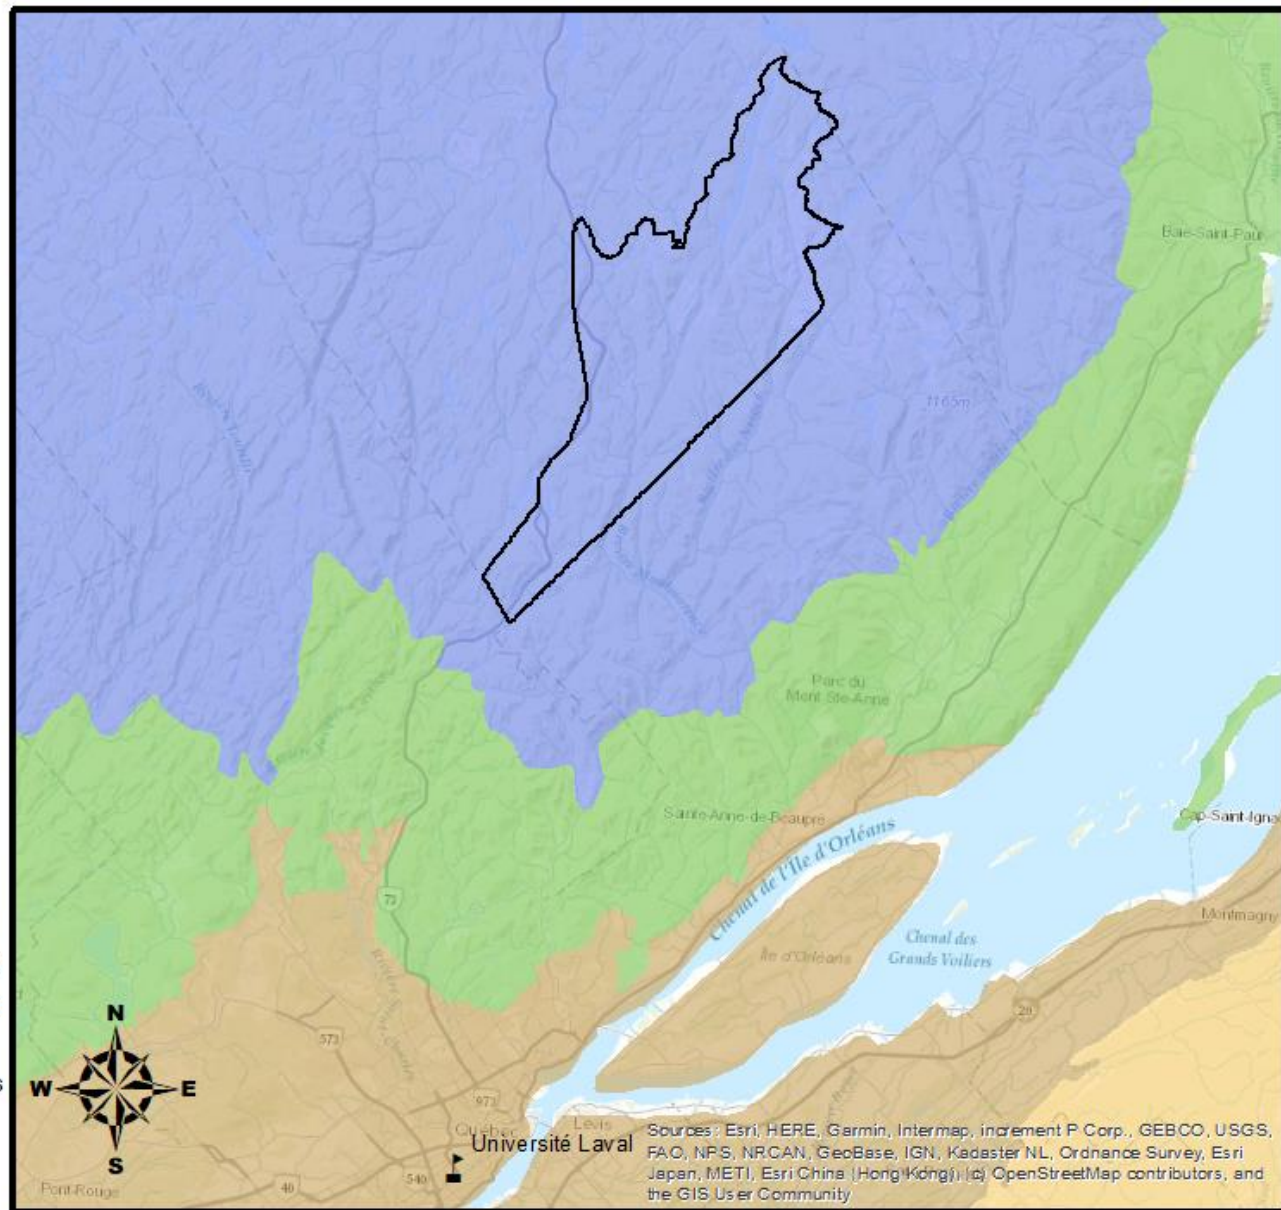 Baie-Saint-Paul
1165m
Parc du
Mont Ste-Anne
Sainte-Anne-de-Beaupré
Cap-Saint-Igna
Chenal de l'Île d'Orléans
Montmagny
73
Chenal des
Grands Voiliers
Île d'Orléans
20
N
573
W
E
s
973
Québec
Lévis
Université Laval
S
540
40
Pont-Rouge
Sources: Esri, HERE, Garmin, Intermap, increment P Corp., GEBCO, USGS,
FAO, NPS, NRCAN, GeoBase, IGN, Kadaster NL, Ordnance Survey, Esri
Japan, METI, Esri China (Hong Kong), (c) OpenStreetMap contributors, and
the GIS User Community